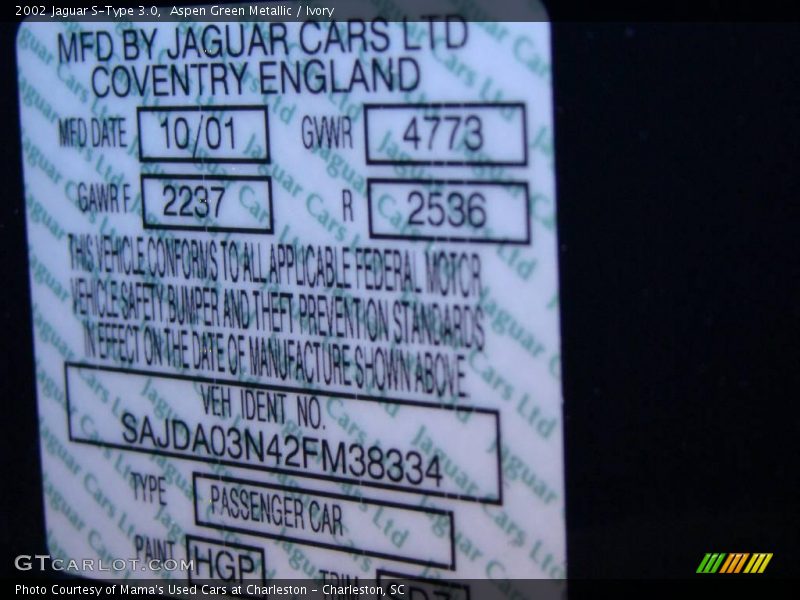 2002 Jaguar S-Type 3.0, Aspen Green Metallic / Ivory
MFD BY JAGUAR CARS LTD
COVENTRY ENGLAND
MFD DATE 10/01 GVWR 4773
GAWR F 2237 R 2536
THIS VEHICLE CONFORMS TO ALL APPLICABLE FEDERAL MOTOR
VEHICLE SAFETY BUMPER AND THEFT PREVENTION STANDARDS
IN EFFECT ON THE DATE OF MANUFACTURE SHOWN ABOVE
VEH IDENT NO.
SAJDA03N42FM38334
TYPE PASSENGER CAR
PAINT HGP TRIM
GTcarlot.com
Photo Courtesy of Mama's Used Cars at Charleston - Charleston, SC